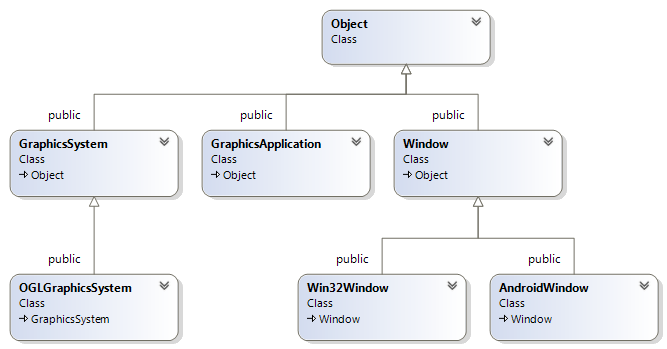 Object
Class
public
public
public
GraphicsSystem
Class
Object
GraphicsApplication
Class
Object
Window
Class
Object
public
public
public
OGLGraphicsSystem
Class
GraphicsSystem
Win32Window
Class
Window
AndroidWindow
Class
Window